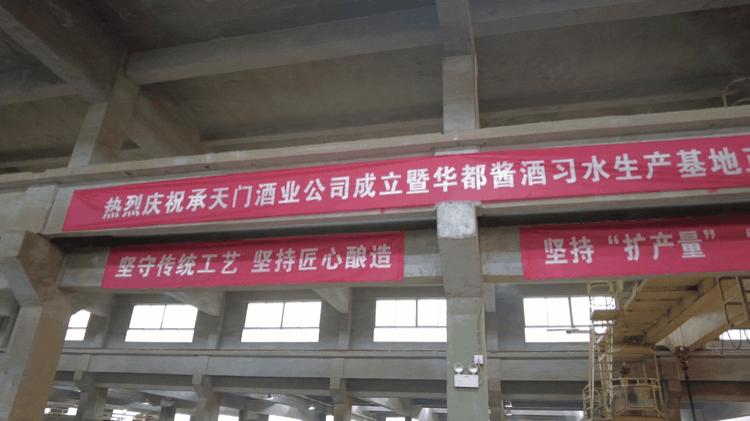 热烈庆祝承天门酒业公司成立暨华都酱酒习水生产基地
坚守传统工艺 坚持匠心酿造
坚持“扩产量”